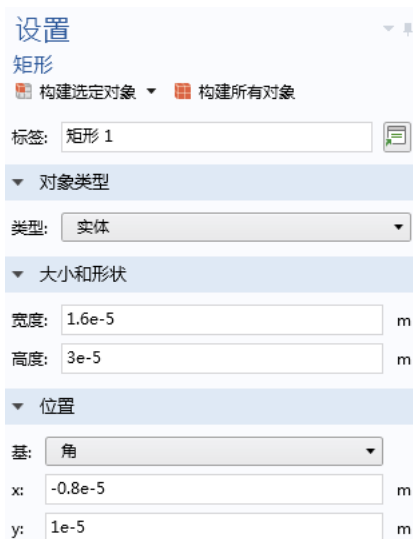 设置
矩形
构建选定对象 构建所有对象
标签: 矩形 1
对象类型
类型: 实体
大小和形状
宽度: 1.6e-5 m
高度: 3e-5 m
位置
基: 角
x: -0.8e-5 m
y: 1e-5 m